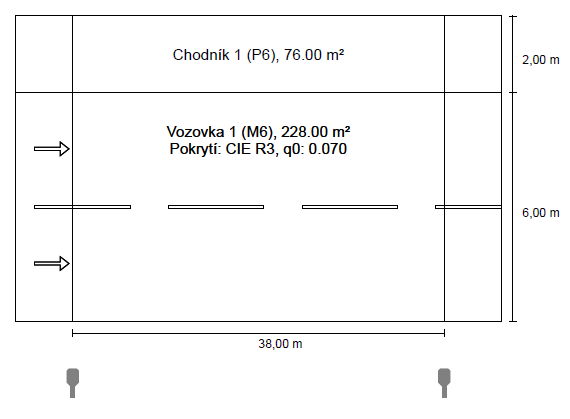 Chodník 1 (P6), 76.00 m²
2,00 m
Vozovka 1 (M6), 228.00 m²
Pokrytí: CIE R3, q0: 0.070
6,00 m
38,00 m